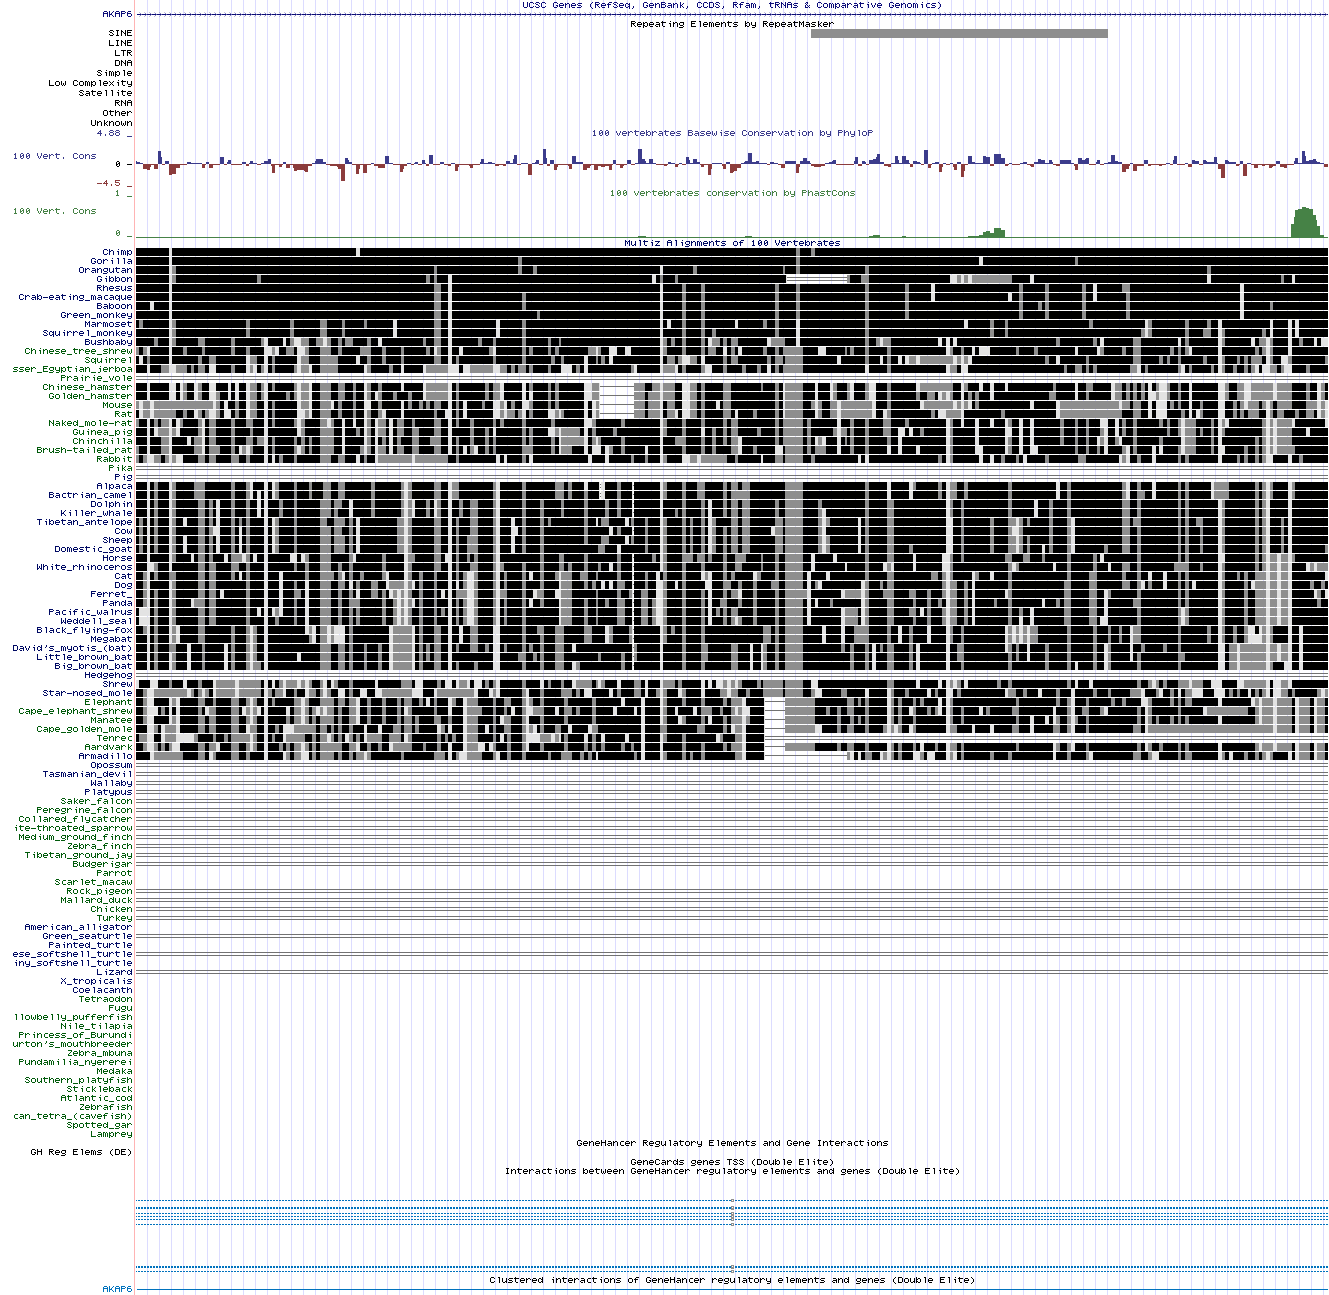 UCSC Genes (RefSeq, GenBank, CCDS, Rfam, tRNAs & Comparative Genomics)
AKAP6
Repeating Elements by RepeatMasker
SINE
LINE
LTR
DNA
Simple
Low Complexity
Satellite
RNA
Other
Unknown
4.88 _
100 vertebrates Basewise Conservation by PhyloP
100 Vert. Cons
0 _
-4.5 _
1 _
100 vertebrates conservation by PhastCons
100 Vert. Cons
0 _
Multiz Alignments of 100 Vertebrates
Chimp
Gorilla
Orangutan
Gibbon
Rhesus
Crab-eating_macaque
Baboon
Green_monkey
Marmoset
Squirrel_monkey
Bushbaby
Chinese_tree_shrew
Squirrel
sser_Egyptian_jerboa
Prairie_vole
Chinese_hamster
Golden_hamster
Mouse
Rat
Naked_mole-rat
Guinea_pig
Chinchilla
Brush-tailed_rat
Rabbit
Pika
Pig
Alpaca
Bactrian_camel
Dolphin
Killer_whale
Tibetan_antelope
Cow
Sheep
Domestic_goat
Horse
White_rhinoceros
Cat
Dog
Ferret_
Panda
Pacific_walrus
Weddell_seal
Black_flying-fox
Megabat
David's_myotis_(bat)
Little_brown_bat
Big_brown_bat
Hedgehog
Shrew
Star-nosed_mole
Elephant
Cape_elephant_shrew
Manatee
Cape_golden_mole
Tenrec
Aardvark
Armadillo
Opossum
Tasmanian_devil
Wallaby
Platypus
Saker_falcon
Peregrine_falcon
Collared_flycatcher
ite-throated_sparrow
Medium_ground_finch
Zebra_finch
Tibetan_ground_jay
Budgerigar
Parrot
Scarlet_macaw
Rock_pigeon
Mallard_duck
Chicken
Turkey
American_alligator
Green_seaturtle
Painted_turtle
ese_softshell_turtle
iny_softshell_turtle
Lizard
X_tropicalis
Coelacanth
Tetraodon
Fugu
llowbelly_pufferfish
Nile_tilapia
Princess_of_Burundi
urton's_mouthbreeder
Zebra_mbuna
Pundamilia_nyererei
Medaka
Southern_platyfish
Stickleback
Atlantic_cod
Zebrafish
can_tetra_(cavefish)
Spotted_gar
Lamprey
GeneHancer Regulatory Elements and Gene Interactions
GH Reg Elems (DE)
GeneCards genes TSS (Double Elite)
Interactions between GeneHancer regulatory elements and genes (Double Elite)
Clustered interactions of GeneHancer regulatory elements and genes (Double Elite)
AKAP6